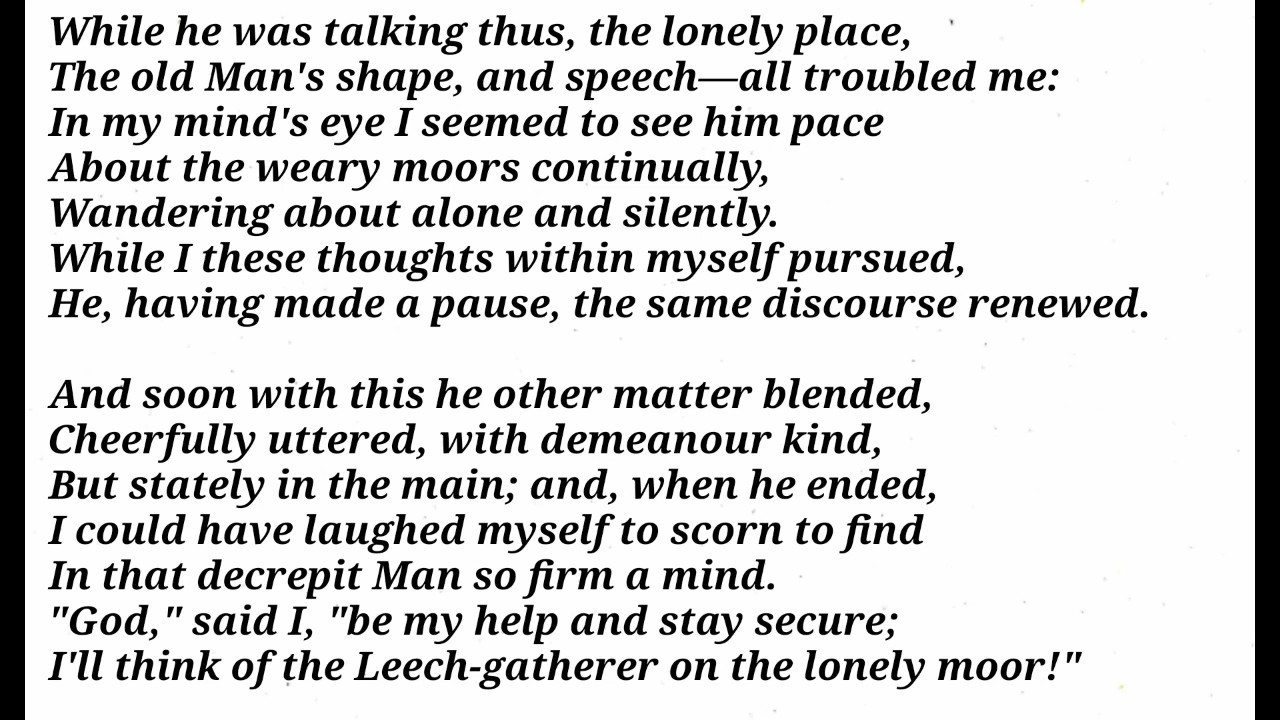 While he was talking thus, the lonely place,
The old Man's shape, and speech—all troubled me:
In my mind's eye I seemed to see him pace
About the weary moors continually,
Wandering about alone and silently.
While I these thoughts within myself pursued,
He, having made a pause, the same discourse renewed.

And soon with this he other matter blended,
Cheerfully uttered, with demeanour kind,
But stately in the main; and, when he ended,
I could have laughed myself to scorn to find
In that decrepit Man so firm a mind.
"God," said I, "be my help and stay secure;
I'll think of the Leech-gatherer on the lonely moor!"